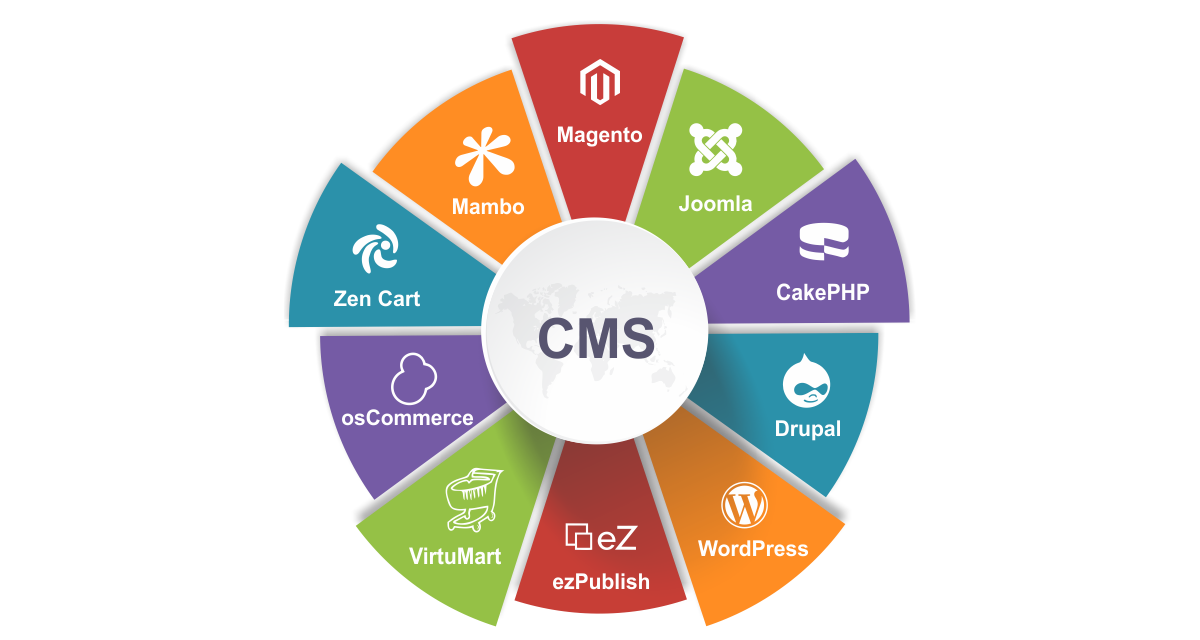 Magento
Joomla
CakePHP
Drupal
WordPress
eZ
ezPublish
VirtuMart
osCommerce
Zen Cart
Mambo
CMS